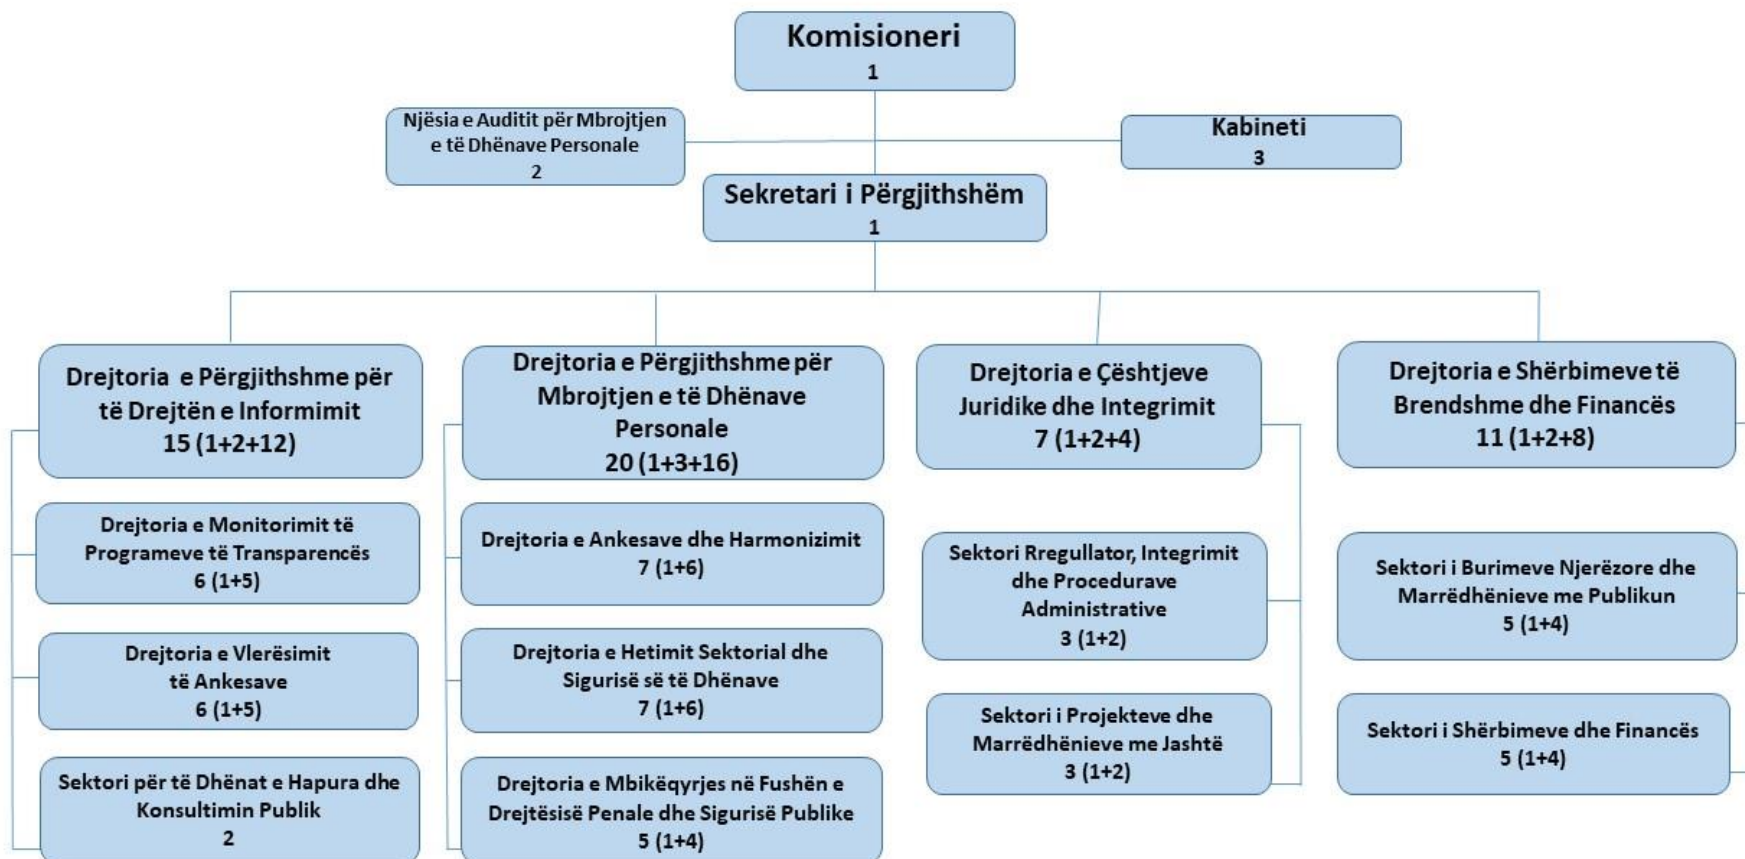 Komisioneri
1
Njësia e Auditit për Mbrojtjen
e të Dhënave Personale
2
Kabineti
3
Sekretari i Përgjithshëm
1
Drejtoria e Përgjithshme për
të Drejtën e Informimit
15 (1+2+12)
Drejtoria e Monitorimit të
Programeve të Transparencës
6 (1+5)
Drejtoria e Vlerësimit
të Ankesave
6 (1+5)
Sektori për të Dhënat e Hapura dhe
Konsultimin Publik
2
Drejtoria e Përgjithshme për
Mbrojtjen e të Dhënave
Personale
20 (1+3+16)
Drejtoria e Ankesave dhe Harmonizimit
7 (1+6)
Drejtoria e Hetimit Sektorial dhe
Sigurisë së të Dhënave
7 (1+6)
Drejtoria e Mbikëqyrjes në Fushën e
Drejtësisë Penale dhe Sigurisë Publike
5 (1+4)
Drejtoria e Çështjeve
Juridike dhe Integrimit
7 (1+2+4)
Sektori Rregullator, Integrimit
dhe Procedurave
Administrative
3 (1+2)
Sektori i Projekteve dhe
Marrëdhënieve me Jashtë
3 (1+2)
Drejtoria e Shërbimeve të
Brendshme dhe Financës
11 (1+2+8)
Sektori i Burimeve Njerëzore dhe
Marrëdhënieve me Publikun
5 (1+4)
Sektori i Shërbimeve dhe Financës
5 (1+4)